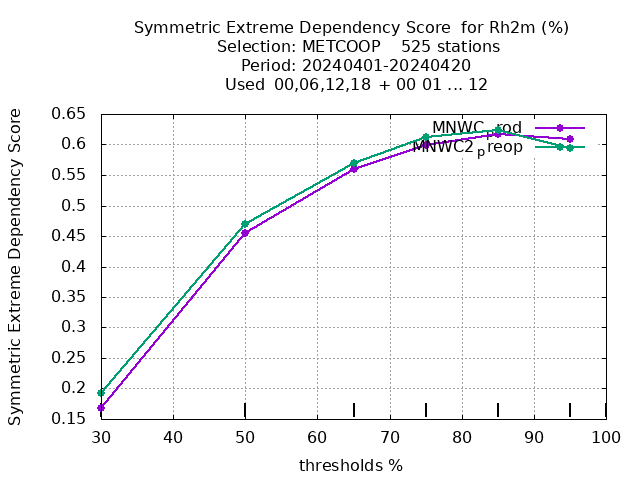 Symmetric Extreme Dependency Score for Rh2m (%)
Selection: METCOOP 525 stations
Period: 20240401-20240420
Used 00,06,12,18 + 00 01 ... 12
Symmetric Extreme Dependency Score
0.65
0.6
0.55
0.5
0.45
0.4
0.35
0.3
0.25
0.2
0.15
MNWC_prod
MNWC2_preop
30 40 50 60 70 80 90 100
thresholds %